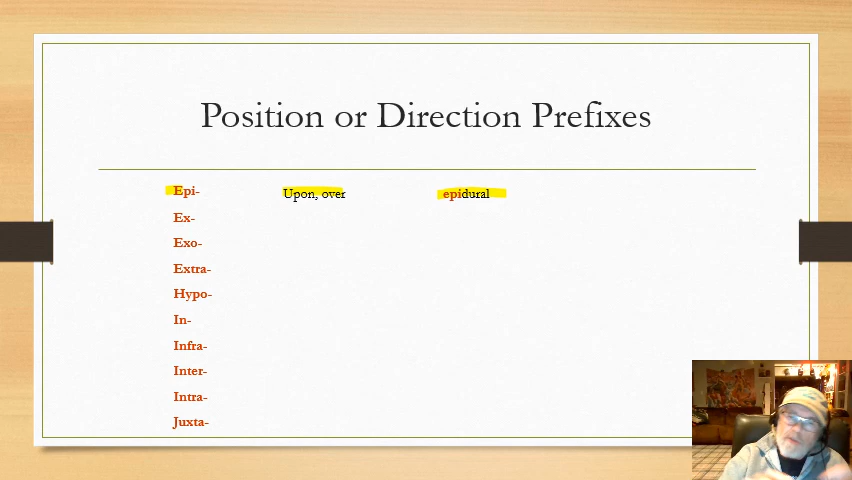 Position or Direction Prefixes
Epi- Upon, over epidural
Ex-
Exo-
Extra-
Hypo-
In-
Infra-
Inter-
Intra-
Juxta-